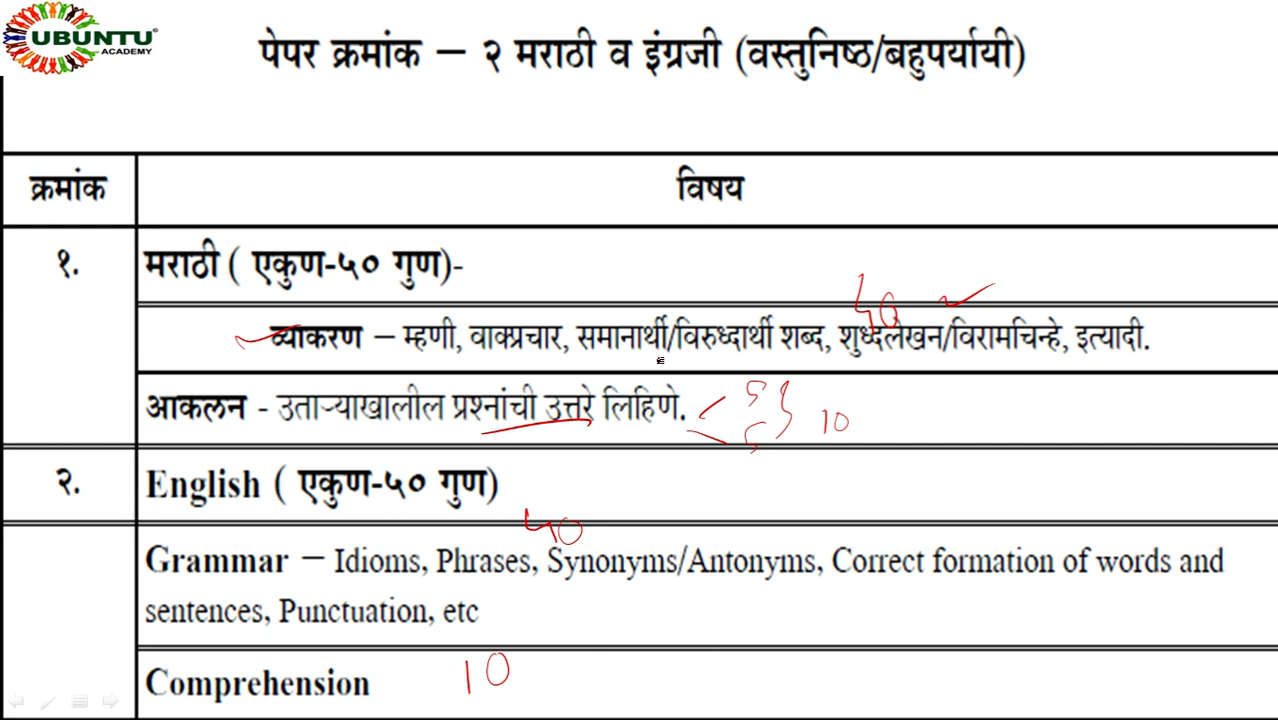 UBUNTU
ACADEMY
©
पेपर क्रमांक – २ मराठी व इंग्रजी (वस्तुनिष्ठ/बहुपर्यायी)
क्रमांक
विषय
१.
मराठी ( एकुण-५० गुण)-
40
व्याकरण – म्हणी, वाक्प्रचार, समानार्थी/विरुध्दार्थी शब्द, शुध्दलेखन/विरामचिन्हे, इत्यादी.
आकलन - उताऱ्याखालील प्रश्नांची उत्तरे लिहिणे.
5
5
10
२.
English ( एकुण-५० गुण)
40
Grammar – Idioms, Phrases, Synonyms/Antonyms, Correct formation of words and
sentences, Punctuation, etc
Comprehension
10